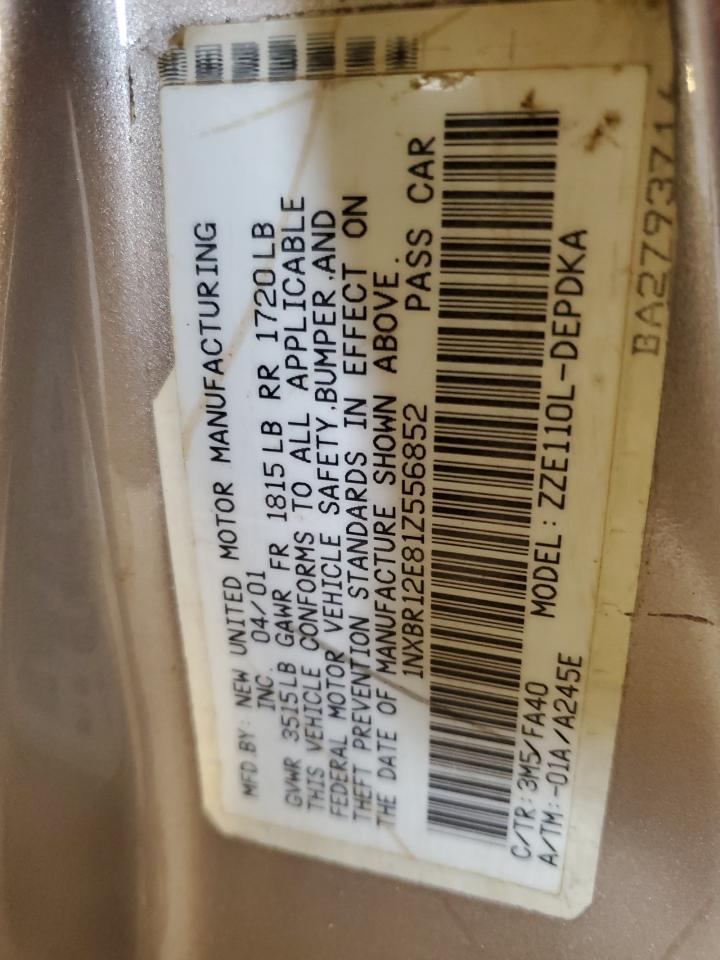 MFD.BY: NEW UNITED MOTOR MANUFACTURING
INC. 04/01
GVWR 3515LB GAWR FR 1815LB RR 1720LB
THIS VEHICLE CONFORMS TO ALL APPLICABLE
FEDERAL MOTOR VEHICLE SAFETY,BUMPER,AND
THEFT PREVENTION STANDARDS IN EFFECT ON
THE DATE OF MANUFACTURE SHOWN ABOVE.
1NXBR12E81Z556852 PASS CAR
C/TR: 3M5/FA40 MODEL: ZZE110L-DEPDKA
A/TM: -01A/A245E